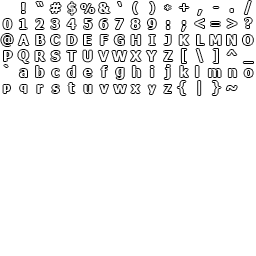 ! " # $ % & ` ( ) * + , - . /
0 1 2 3 4 5 6 7 8 9 : ; < = > ?
@ A B C D E F G H I J K L M N O
P Q R S T U V W X Y Z [ \ ] ^ _
` a b c d e f g h i j k l m n o
p q r s t u v w x y z { | } ~